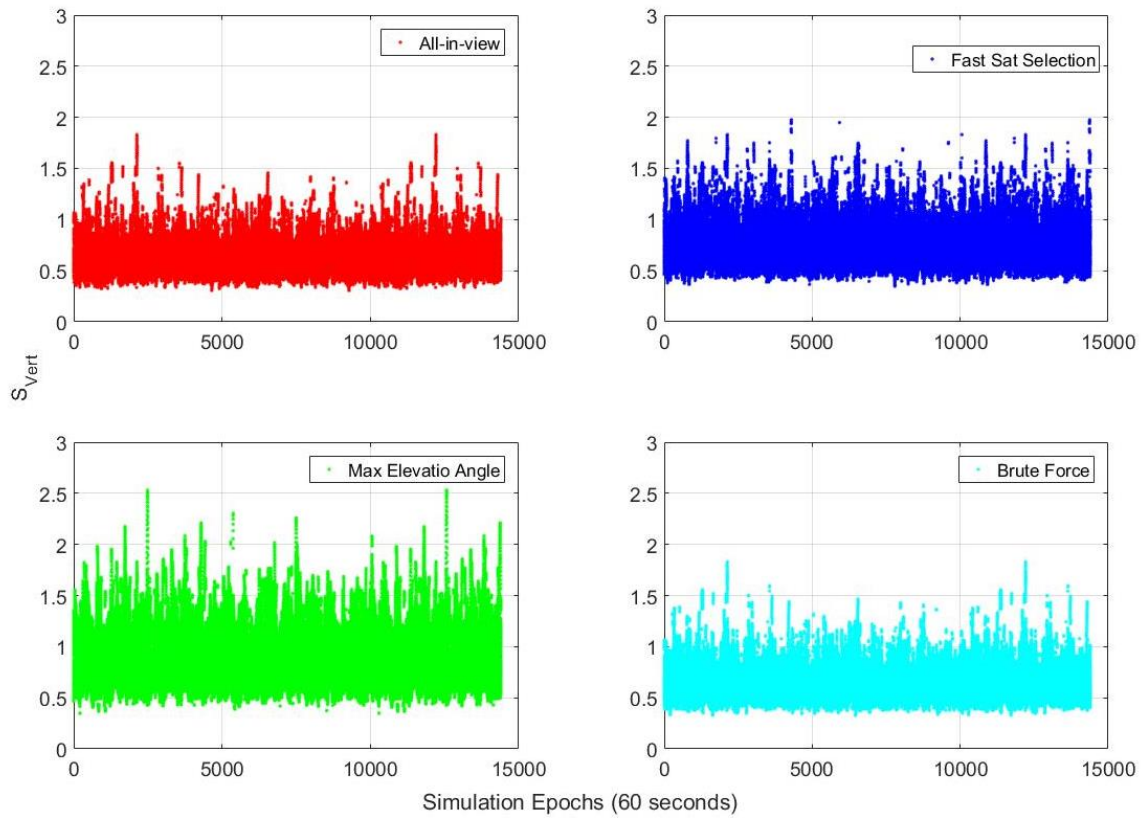 3
2.5
2
1.5
1
0.5
0
0 5000 10000 15000
All-in-view
3
2.5
2
1.5
1
0.5
0
0 5000 10000 15000
Fast Sat Selection
S_Vert
3
2.5
2
1.5
1
0.5
0
0 5000 10000 15000
Max Elevatio Angle
3
2.5
2
1.5
1
0.5
0
0 5000 10000 15000
Brute Force
Simulation Epochs (60 seconds)